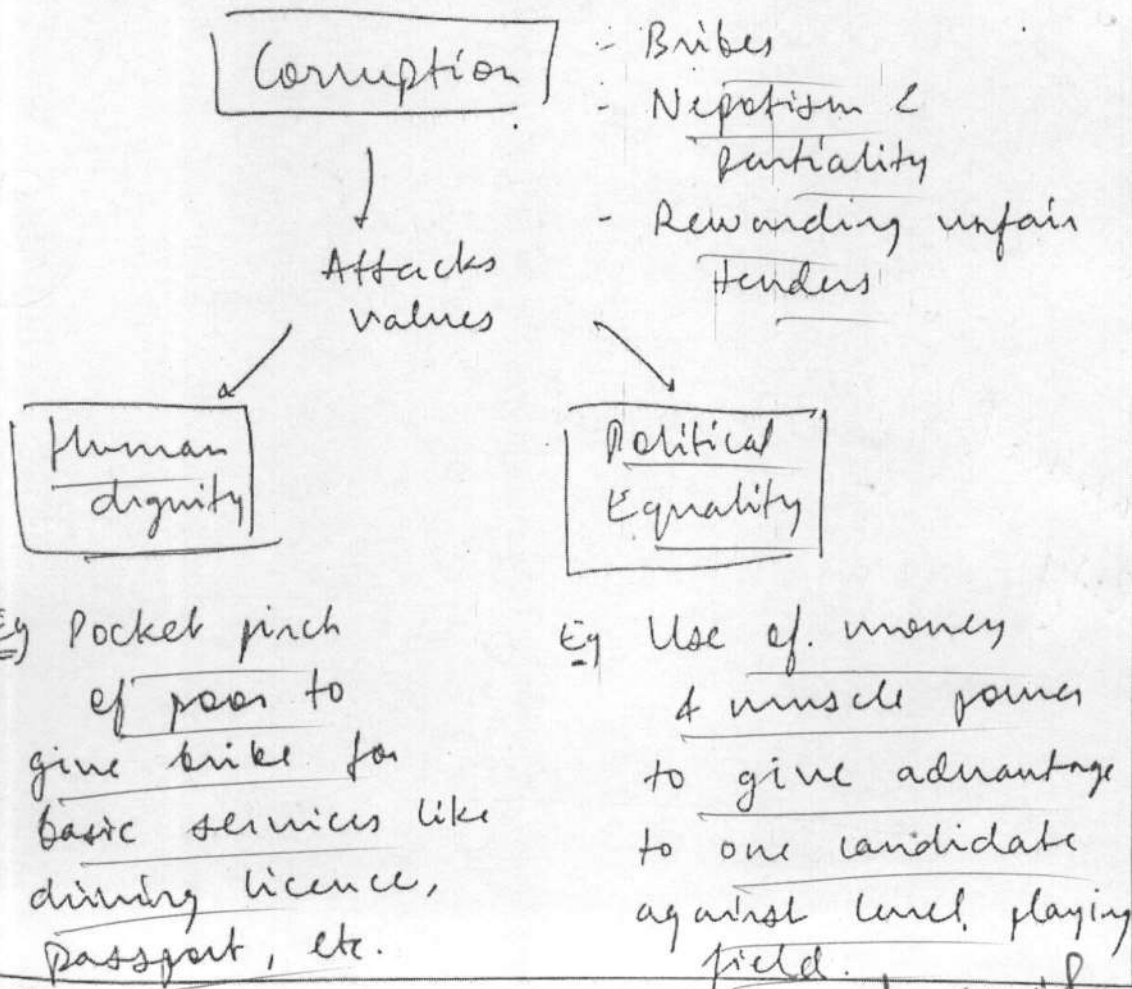 Corruption
- Bribes
- Nepotism &
partiality
- Rewarding unfair
tenders
Attacks
values
Human
dignity
Political
Equality
Eg Pocket pinch
of poor to
give bribe for
basic services like
driving licence,
passport, etc.
Eg Use of money
& muscle power
to give advantage
to one candidate
against level playing
field.